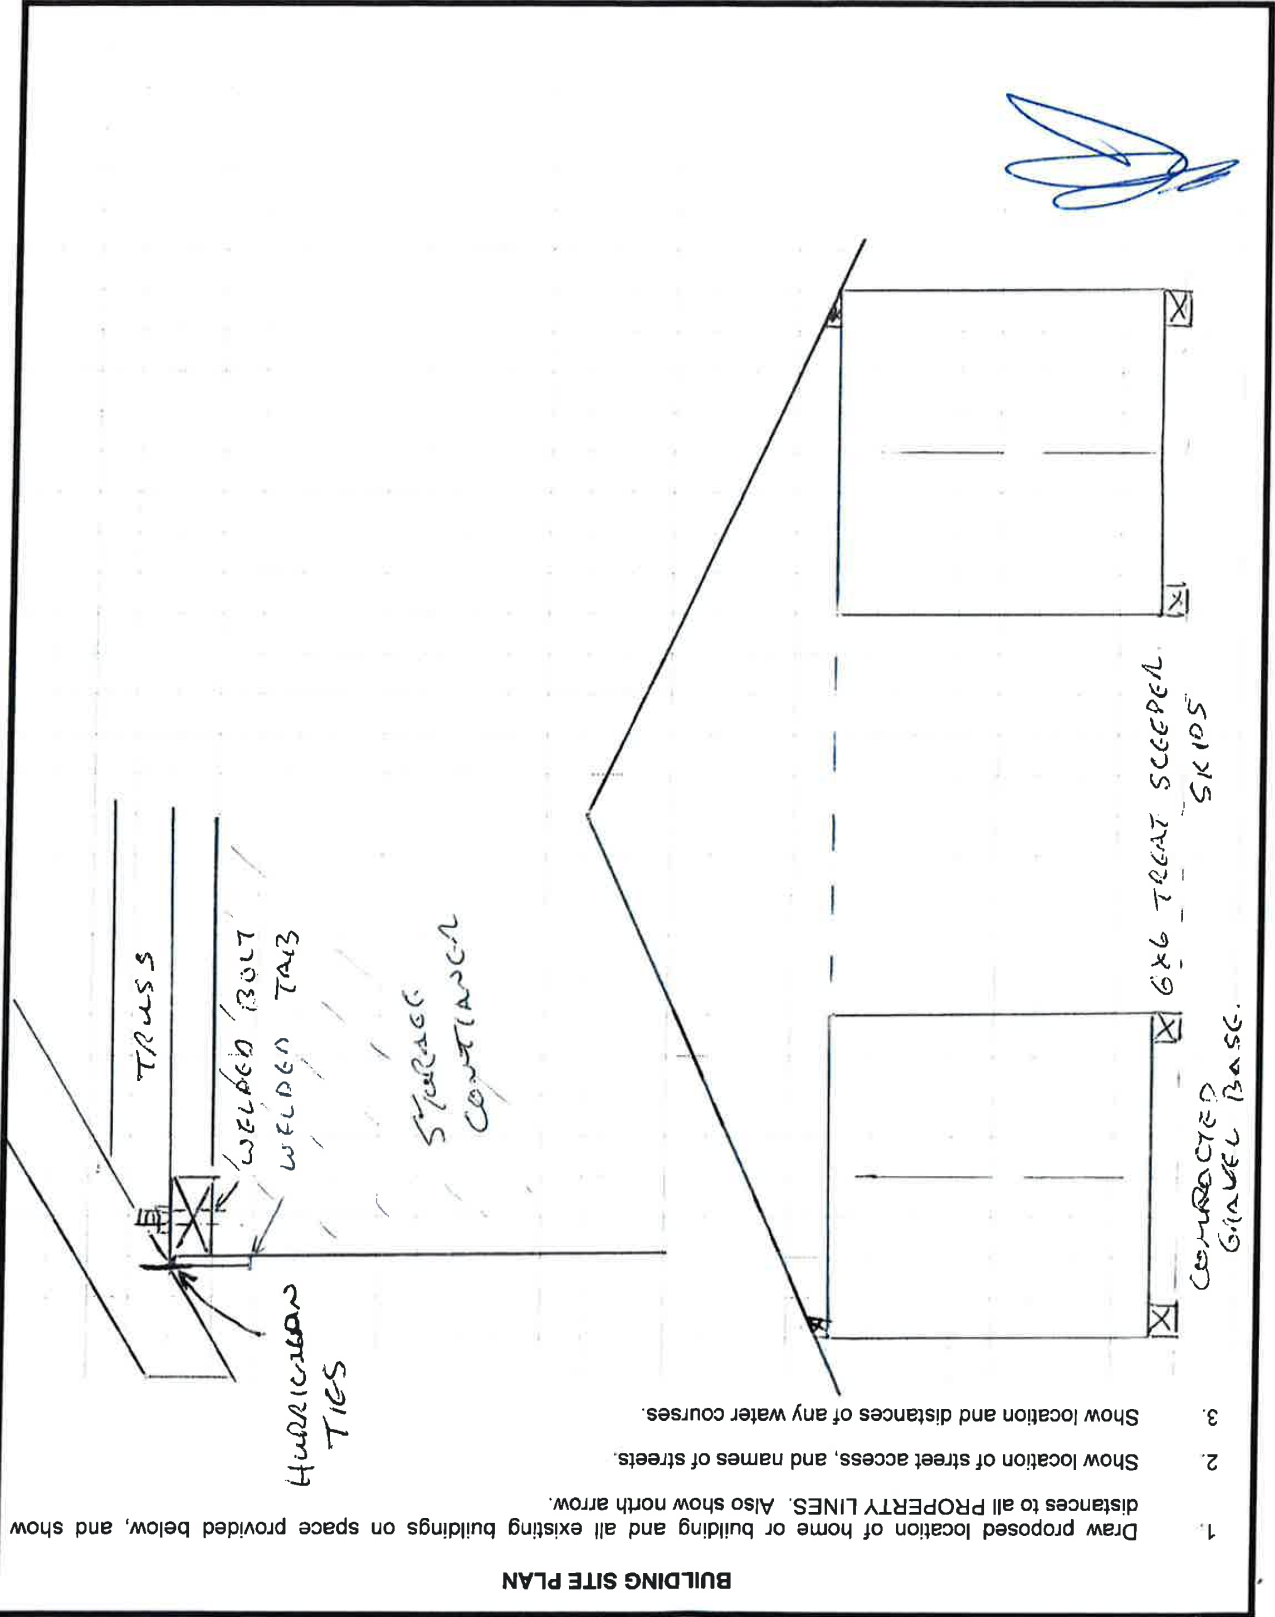 BUILDING SITE PLAN
1. Draw proposed location of home or building and all existing buildings on space provided below, and show
distances to all PROPERTY LINES. Also show north arrow.
2. Show location of street access, and names of streets.
3. Show location and distances of any water courses.
HURRICAN
TIES
TRUSS
WELDED BOLT
WELDED TAB
STORAGE
CONTIANER
6X6 TREAT SLEEPER
SKIDS
COMPACTED
GRAVEL BASE.